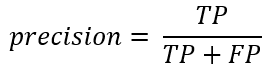 precision = TP / TP + FP